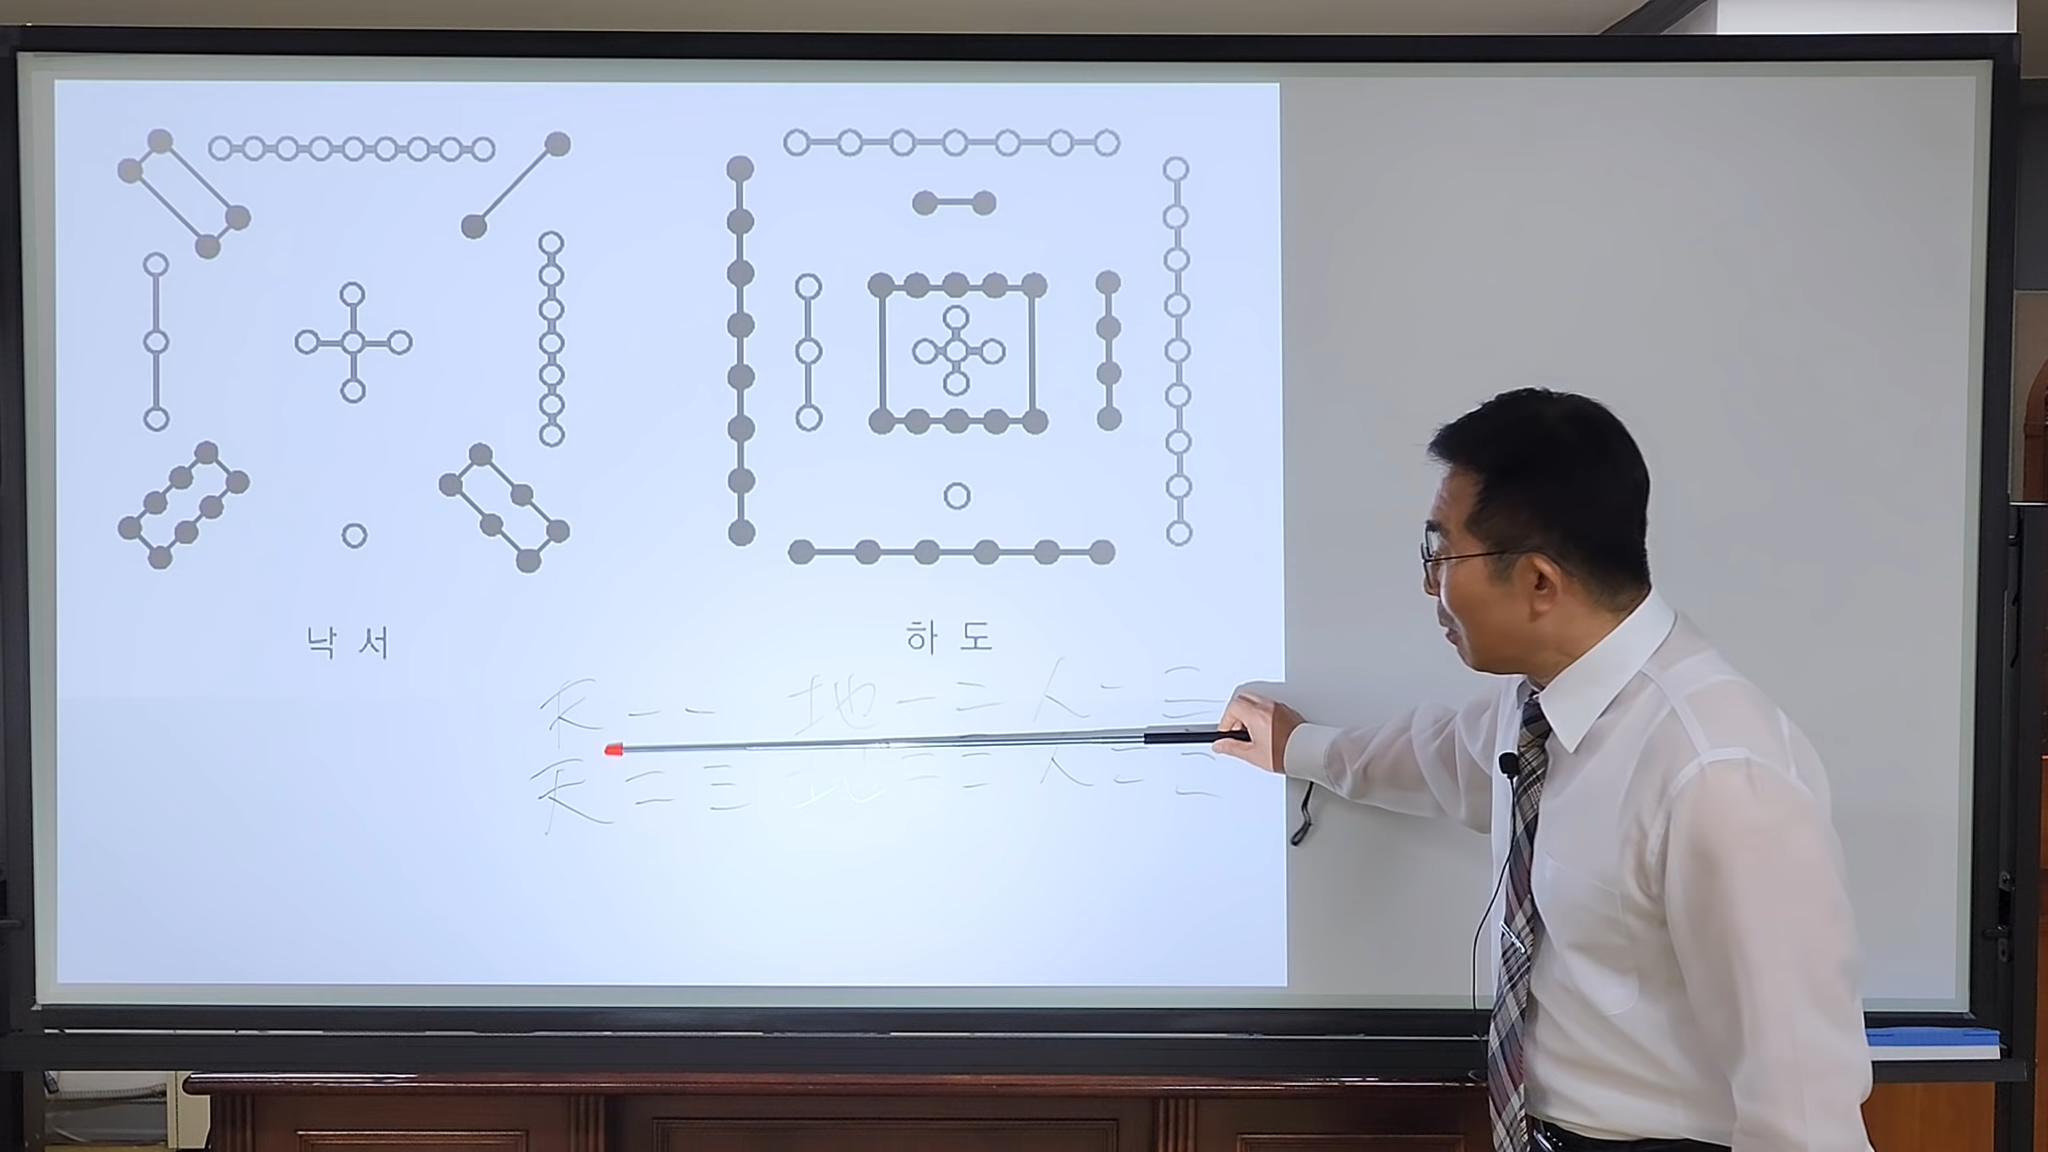 낙 서
하 도
天一一 地一二 人一三
天二三 地二三 人二三